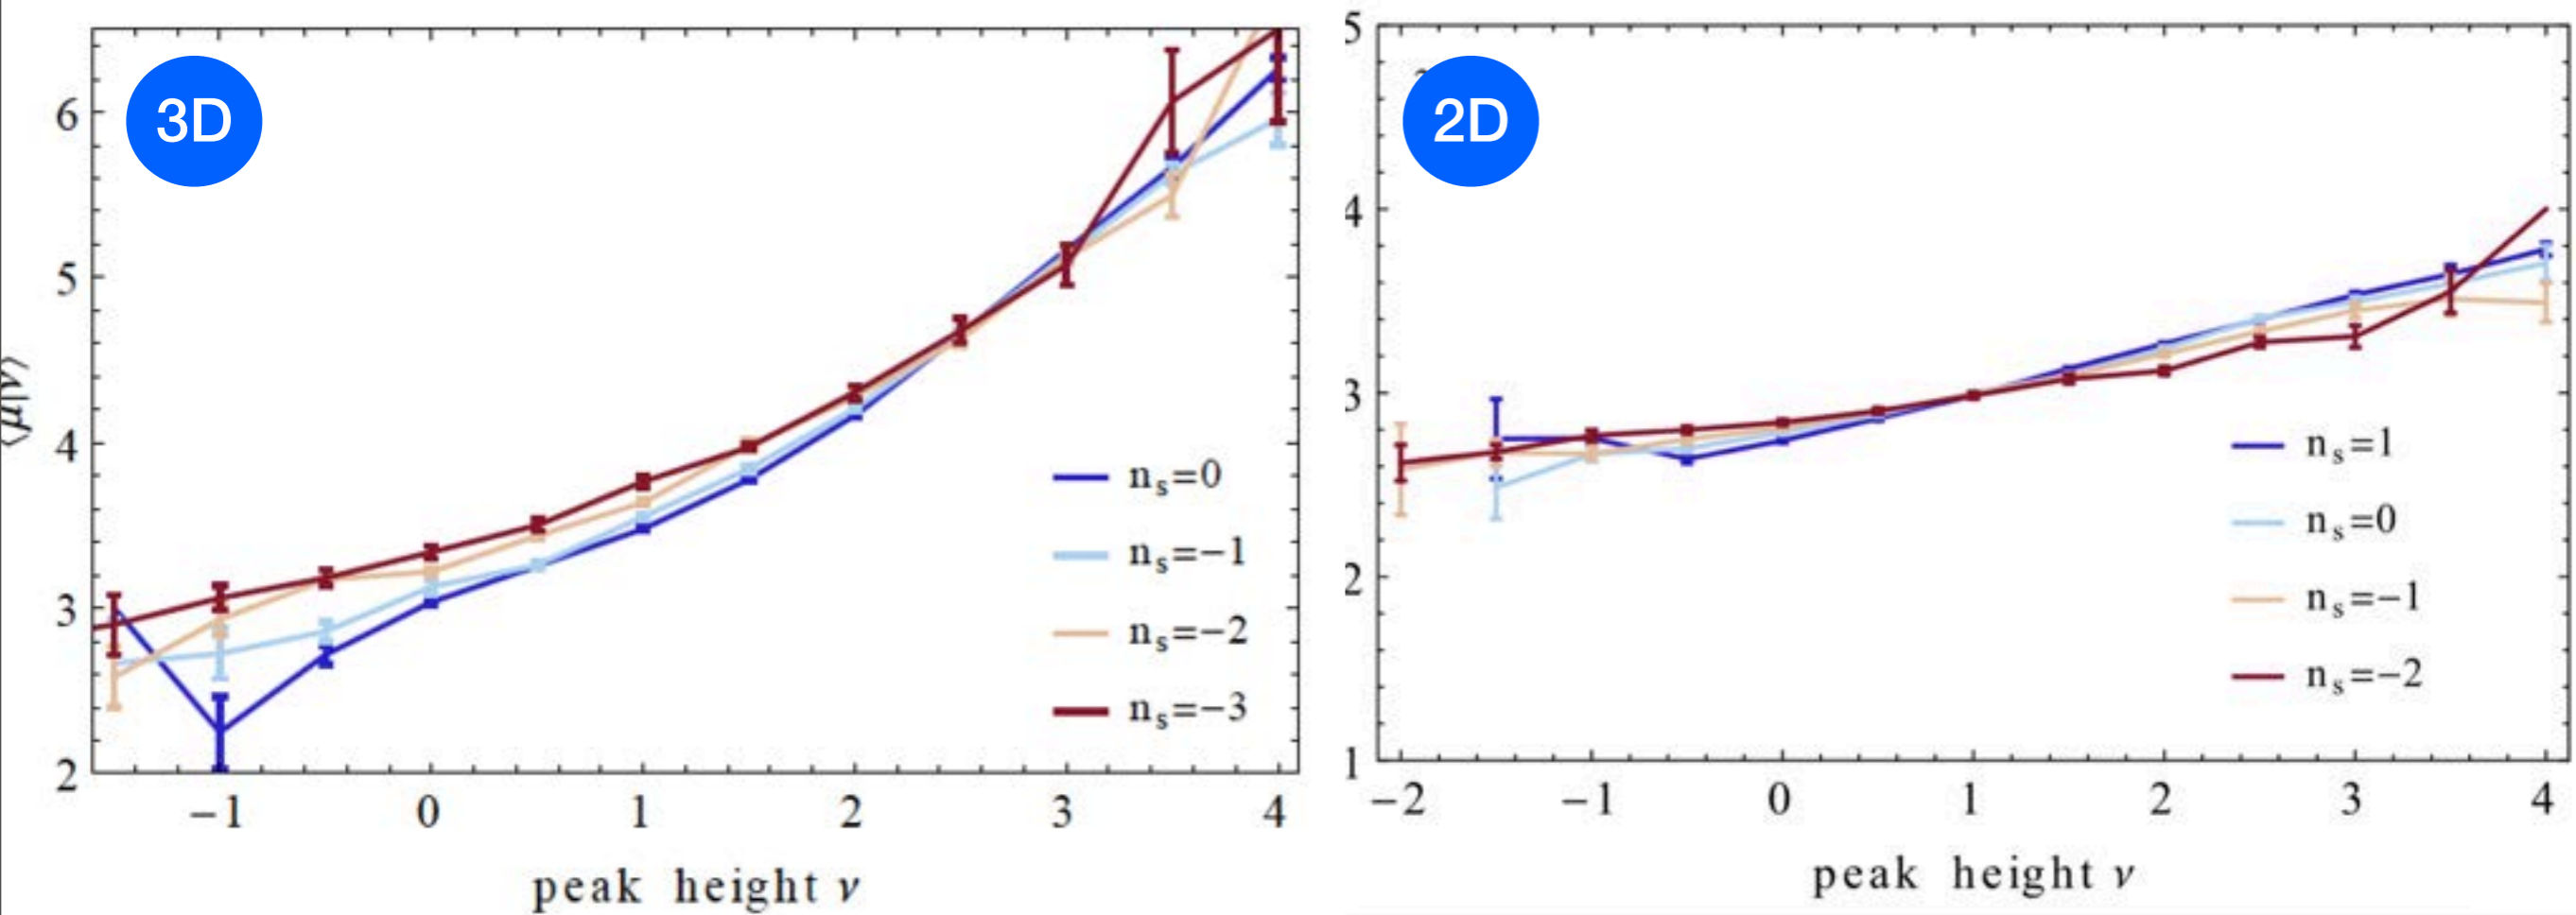 3D
6
5
4
3
2
⟨μ|ν⟩
n_s=0
n_s=−1
n_s=−2
n_s=−3
−1 0 1 2 3 4
peak height ν
2D
5
4
3
2
1
n_s=1
n_s=0
n_s=−1
n_s=−2
−2 −1 0 1 2 3 4
peak height ν